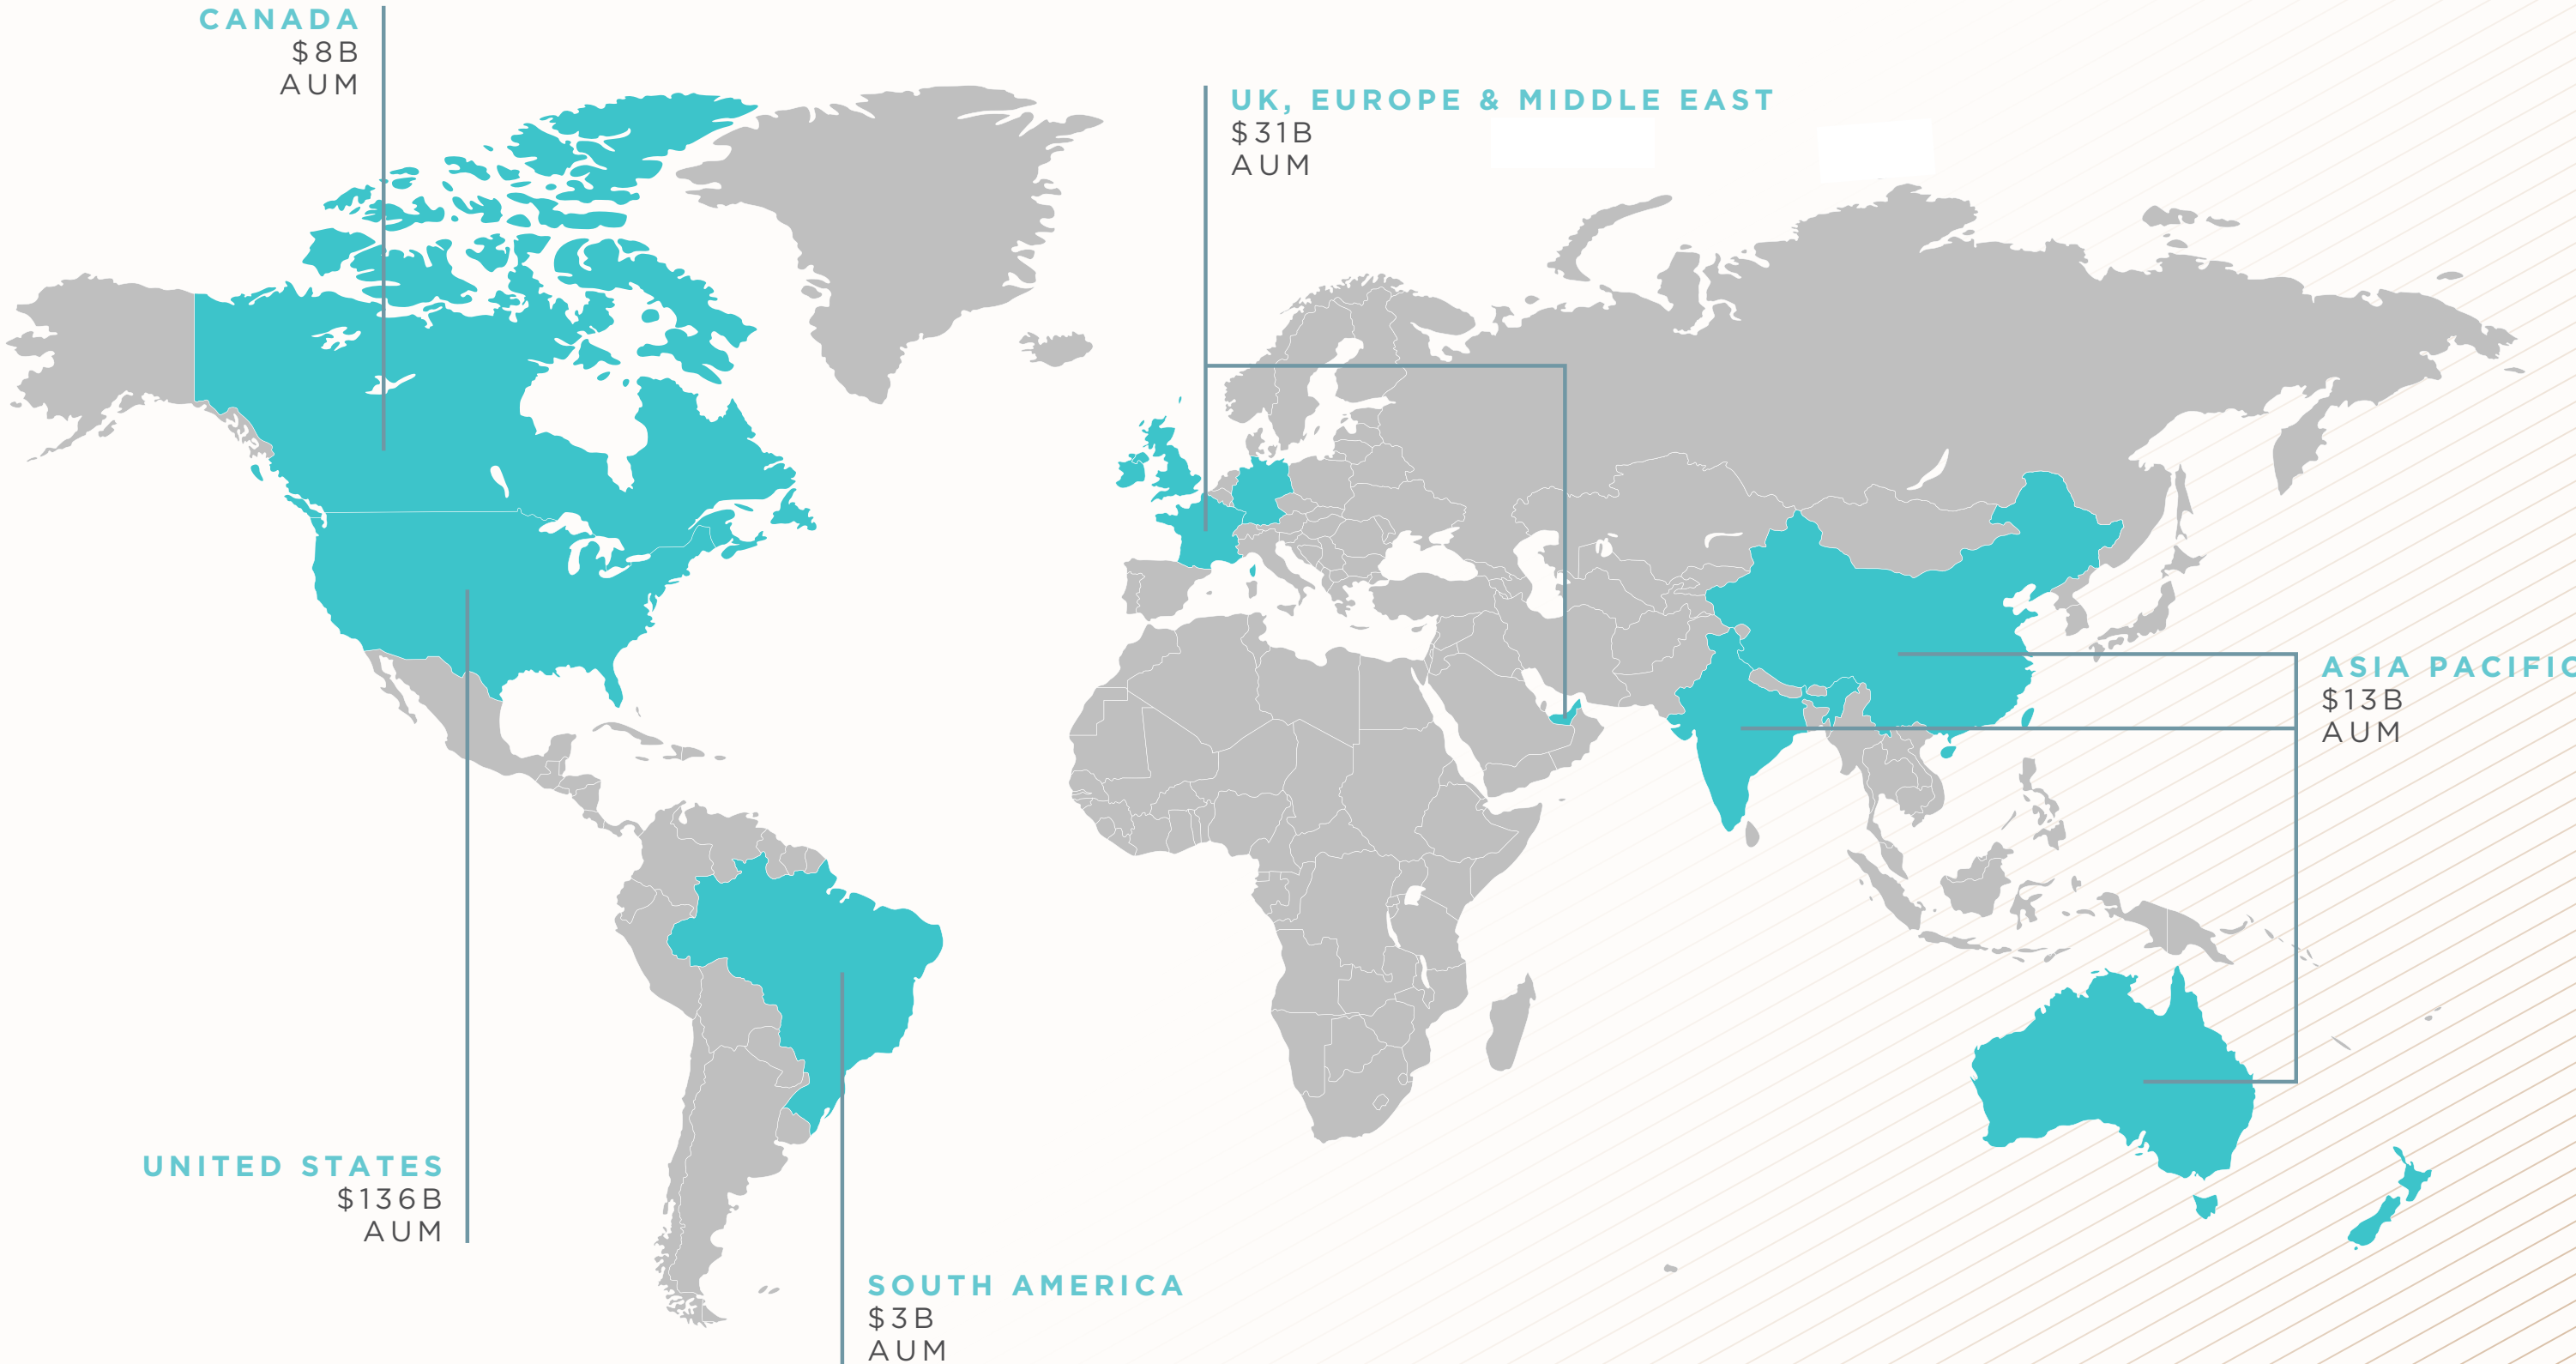 CANADA
$8B
AUM
UK, EUROPE & MIDDLE EAST
$31B
AUM
ASIA PACIFIC
$13B
AUM
UNITED STATES
$136B
AUM
SOUTH AMERICA
$3B
AUM